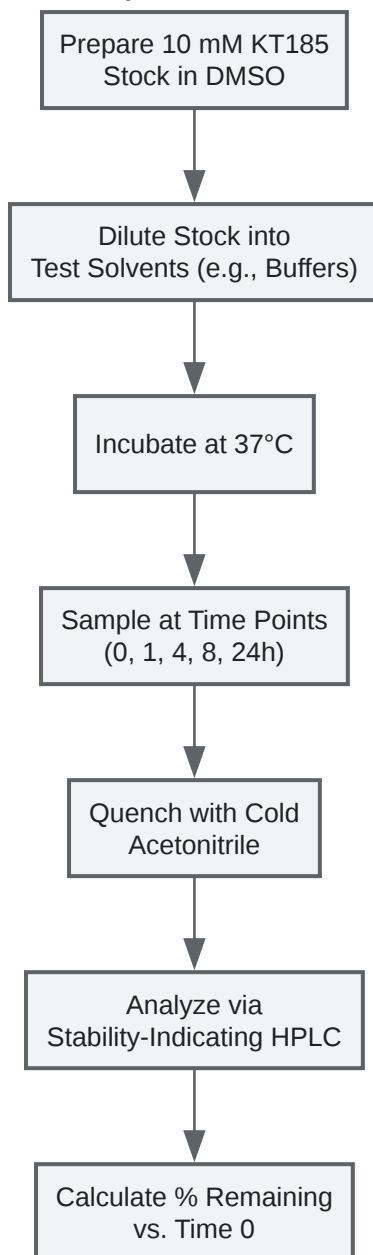 Prepare 10 mM KT185
Stock in DMSO
Dilute Stock into
Test Solvents (e.g., Buffers)
Incubate at 37°C
Sample at Time Points
(0, 1, 4, 8, 24h)
Quench with Cold
Acetonitrile
Analyze via
Stability-Indicating HPLC
Calculate % Remaining
vs. Time 0